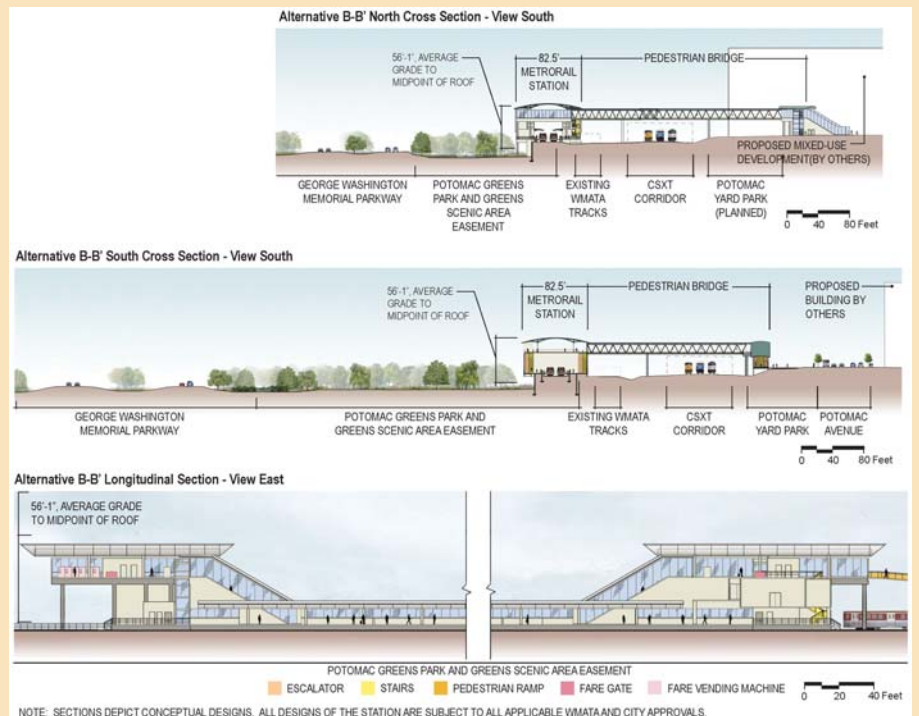 Alternative B-B' North Cross Section - View South
56'-1", AVERAGE
GRADE TO
MIDPOINT OF ROOF
82.5'
METRORAIL
STATION
PEDESTRIAN BRIDGE
PROPOSED MIXED-USE
DEVELOPMENT(BY OTHERS)
GEORGE WASHINGTON
MEMORIAL PARKWAY
POTOMAC GREENS
PARK AND GREENS
SCENIC AREA
EASEMENT
EXISTING
WMATA
TRACKS
CSXT
CORRIDOR
POTOMAC
YARD PARK
(PLANNED)
0 40 80 Feet
Alternative B-B' South Cross Section - View South
56'-1", AVERAGE
GRADE TO
MIDPOINT OF ROOF
82.5'
METRORAIL
STATION
PEDESTRIAN BRIDGE
PROPOSED
BUILDING BY
OTHERS
GEORGE WASHINGTON
MEMORIAL PARKWAY
POTOMAC GREENS PARK AND
GREENS SCENIC AREA EASEMENT
EXISTING WMATA
TRACKS
CSXT
CORRIDOR
POTOMAC
YARD PARK
POTOMAC
AVENUE
0 40 80 Feet
Alternative B-B' Longitudinal Section - View East
56'-1", AVERAGE GRADE
TO MIDPOINT OF ROOF
POTOMAC GREENS PARK AND GREENS SCENIC AREA EASEMENT
ESCALATOR STAIRS PEDESTRIAN RAMP FARE GATE FARE VENDING MACHINE
0 20 40 Feet
NOTE: SECTIONS DEPICT CONCEPTUAL DESIGNS. ALL DESIGNS OF THE STATION ARE SUBJECT TO ALL APPLICABLE WMATA AND CITY APPROVALS.